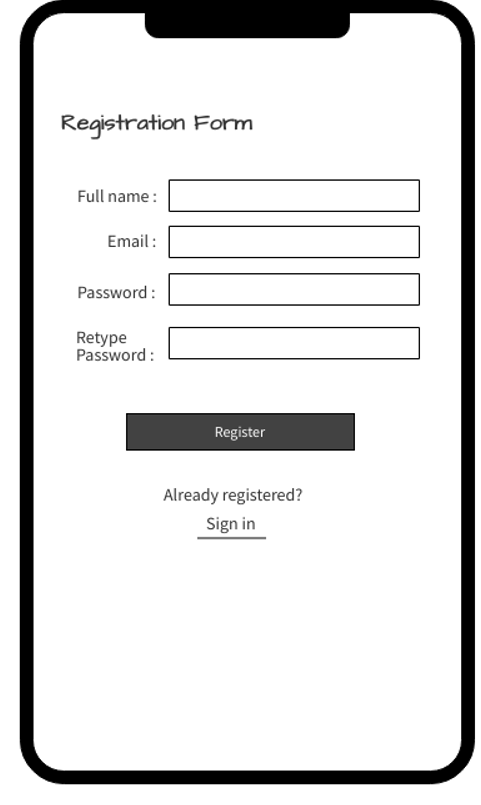 Registration Form
Full name :
Email :
Password :
Retype
Password :
Register
Already registered?
Sign in